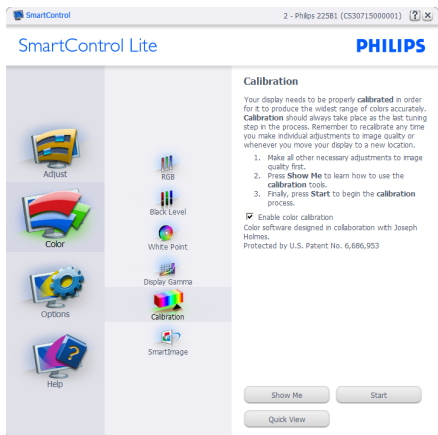 SmartControl
2 - Philips 225B1 (CS30715000001)
?
X
SmartControl Lite
PHILIPS
Adjust
Color
Options
Help
RGB
Black Level
White Point
Display Gamma
Calibration
SmartImage
Calibration
Your display needs to be properly calibrated in order
for it to produce the widest range of colors accurately.
Calibration should always take place as the last tuning
step in the process. Remember to recalibrate any time
you make individual adjustments to image quality or
whenever you move your display to a new location.
1. Make all other necessary adjustments to image
quality first.
2. Press Show Me to learn how to use the
calibration tools.
3. Finally, press Start to begin the calibration
process.
Enable color calibration
Color software designed in collaboration with Joseph
Holmes.
Protected by U.S. Patent No. 6,686,953
Show Me
Start
Quick View